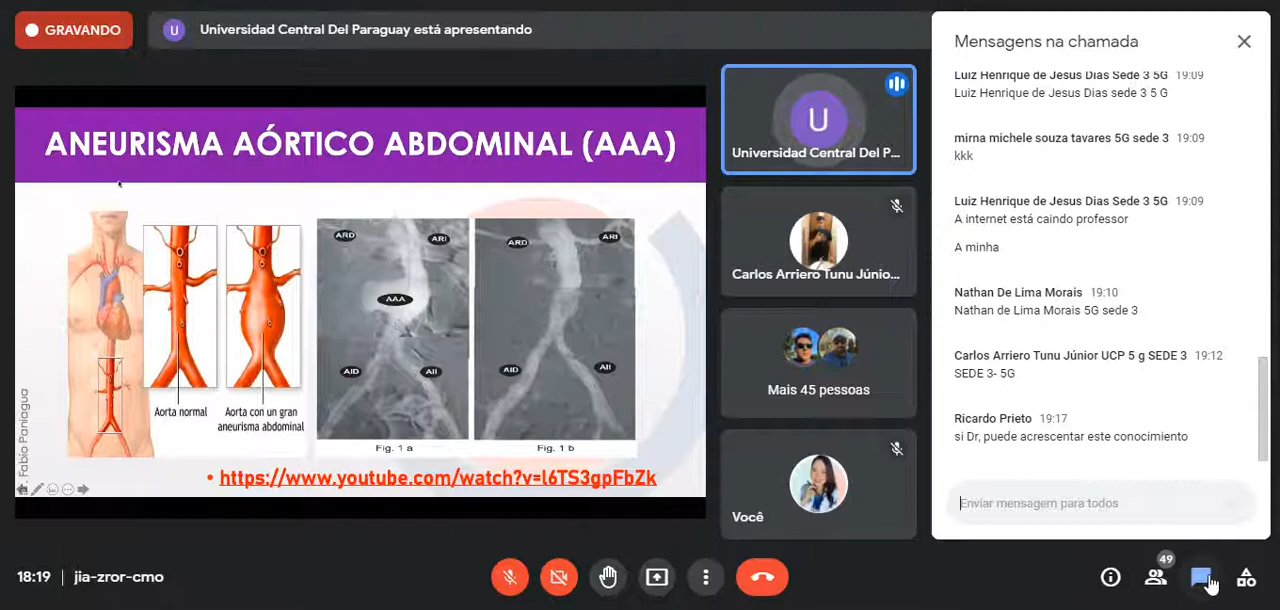 GRAVANDO
U
Universidad Central Del Paraguay está apresentando
ANEURISMA AÓRTICO ABDOMINAL (AAA)
Aorta normal
Aorta con un gran
aneurisma abdominal
ARD
ARI
AAA
AID
AII
Fig. 1 a
ARD
ARI
AID
AII
Fig. 1 b
. Fabio Paniagua
• https://www.youtube.com/watch?v=l6TS3gpFbZk
U
Universidad Central Del P...
Carlos Arriero Tunu Júnio...
Mais 45 pessoas
Você
Mensagens na chamada
Luiz Henrique de Jesus Dias Sede 3 5G 19:09
Luiz Henrique de Jesus Dias sede 3 5 G
mirna michele souza tavares 5G sede 3 19:09
kkk
Luiz Henrique de Jesus Dias Sede 3 5G 19:09
A internet está caindo professor
A minha
Nathan De Lima Morais 19:10
Nathan de Lima Morais 5G sede 3
Carlos Arriero Tunu Júnior UCP 5 g SEDE 3 19:12
SEDE 3- 5G
Ricardo Prieto 19:17
si Dr, puede acrescentar este conocimiento
Enviar mensagem para todos
18:19 | jia-zror-cmo
49